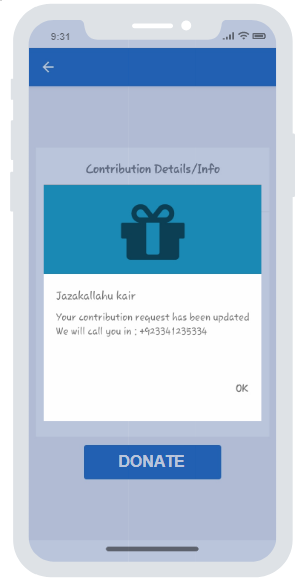 9:31
Contribution Details/Info
Jazakallahu kair
Your contribution request has been updated
We will call you in : +923341235334
OK
DONATE